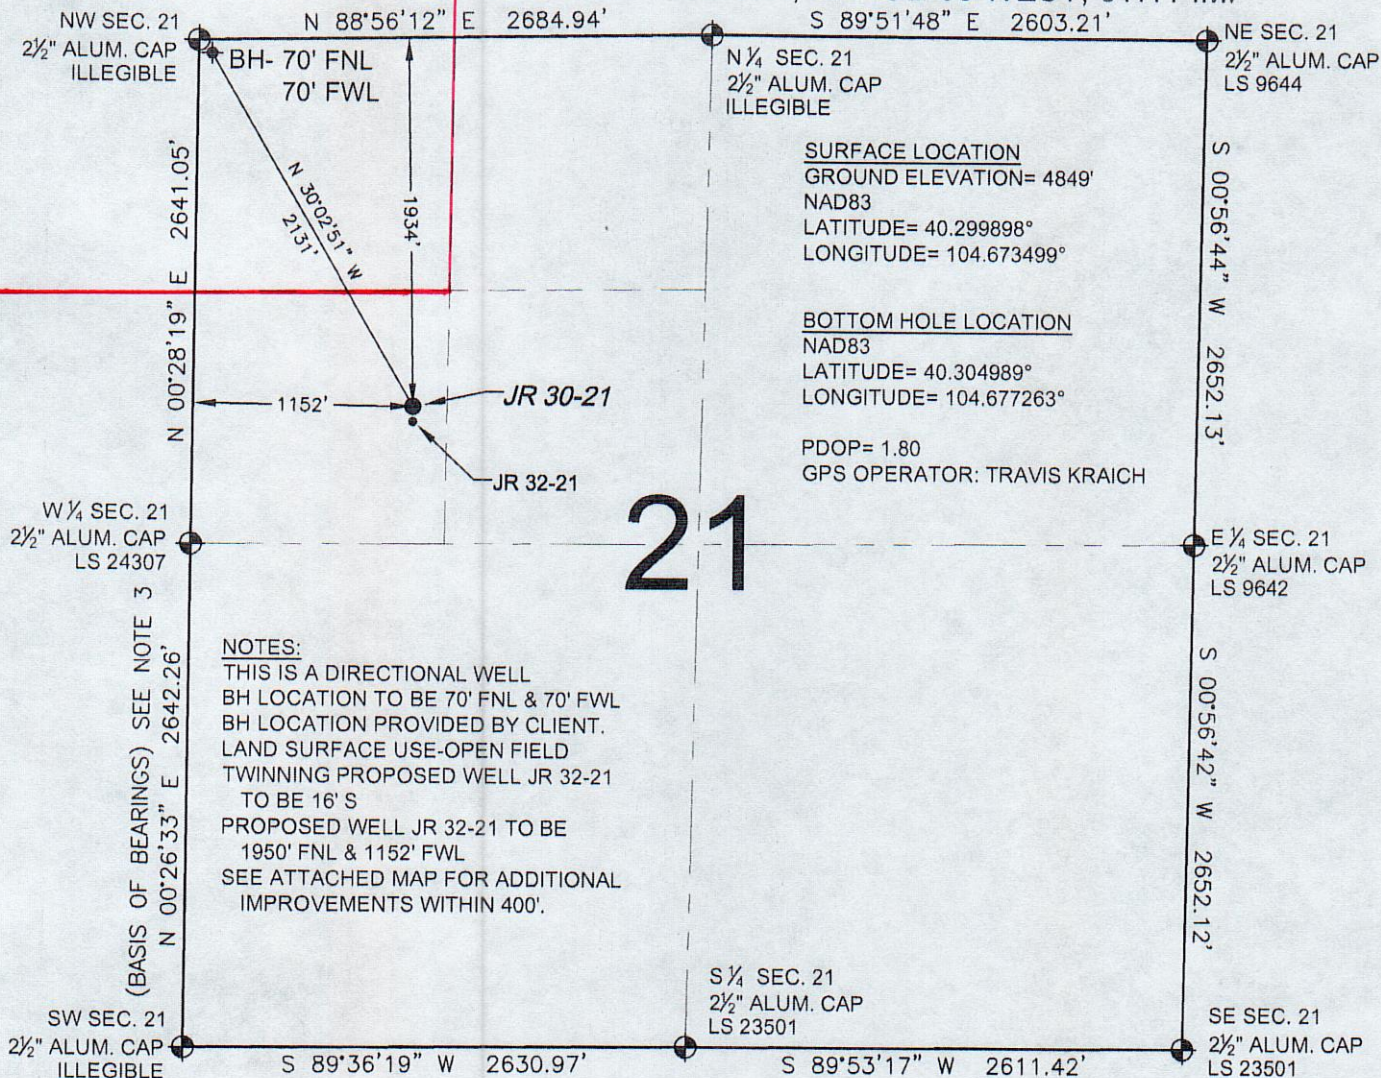 NW SEC. 21
2½" ALUM. CAP
ILLEGIBLE
N 88°56'12" E 2684.94'
S 89°51'48" E 2603.21'
NE SEC. 21
2½" ALUM. CAP
LS 9644
BH- 70' FNL
70' FWL
N ¼ SEC. 21
2½" ALUM. CAP
ILLEGIBLE
N 00°28'19" E 2641.05'
N 30°02'51" W
2131'
1934'
SURFACE LOCATION
GROUND ELEVATION= 4849'
NAD83
LATITUDE= 40.299898°
LONGITUDE= 104.673499°
S 00°56'44" W 2652.13'
BOTTOM HOLE LOCATION
NAD83
LATITUDE= 40.304989°
LONGITUDE= 104.677263°
PDOP= 1.80
GPS OPERATOR: TRAVIS KRAICH
1152'
JR 30-21
JR 32-21
W ¼ SEC. 21
2½" ALUM. CAP
LS 24307
21
E ¼ SEC. 21
2½" ALUM. CAP
LS 9642
(BASIS OF BEARINGS) SEE NOTE 3
N 00°26'33" E 2642.26'
NOTES:
THIS IS A DIRECTIONAL WELL
BH LOCATION TO BE 70' FNL & 70' FWL
BH LOCATION PROVIDED BY CLIENT.
LAND SURFACE USE-OPEN FIELD
TWINNING PROPOSED WELL JR 32-21
TO BE 16' S
PROPOSED WELL JR 32-21 TO BE
1950' FNL & 1152' FWL
SEE ATTACHED MAP FOR ADDITIONAL
IMPROVEMENTS WITHIN 400'.
S 00°56'42" W 2652.12'
SW SEC. 21
2½" ALUM. CAP
ILLEGIBLE
S 89°36'19" W 2630.97'
S ¼ SEC. 21
2½" ALUM. CAP
LS 23501
S 89°53'17" W 2611.42'
SE SEC. 21
2½" ALUM. CAP
LS 23501